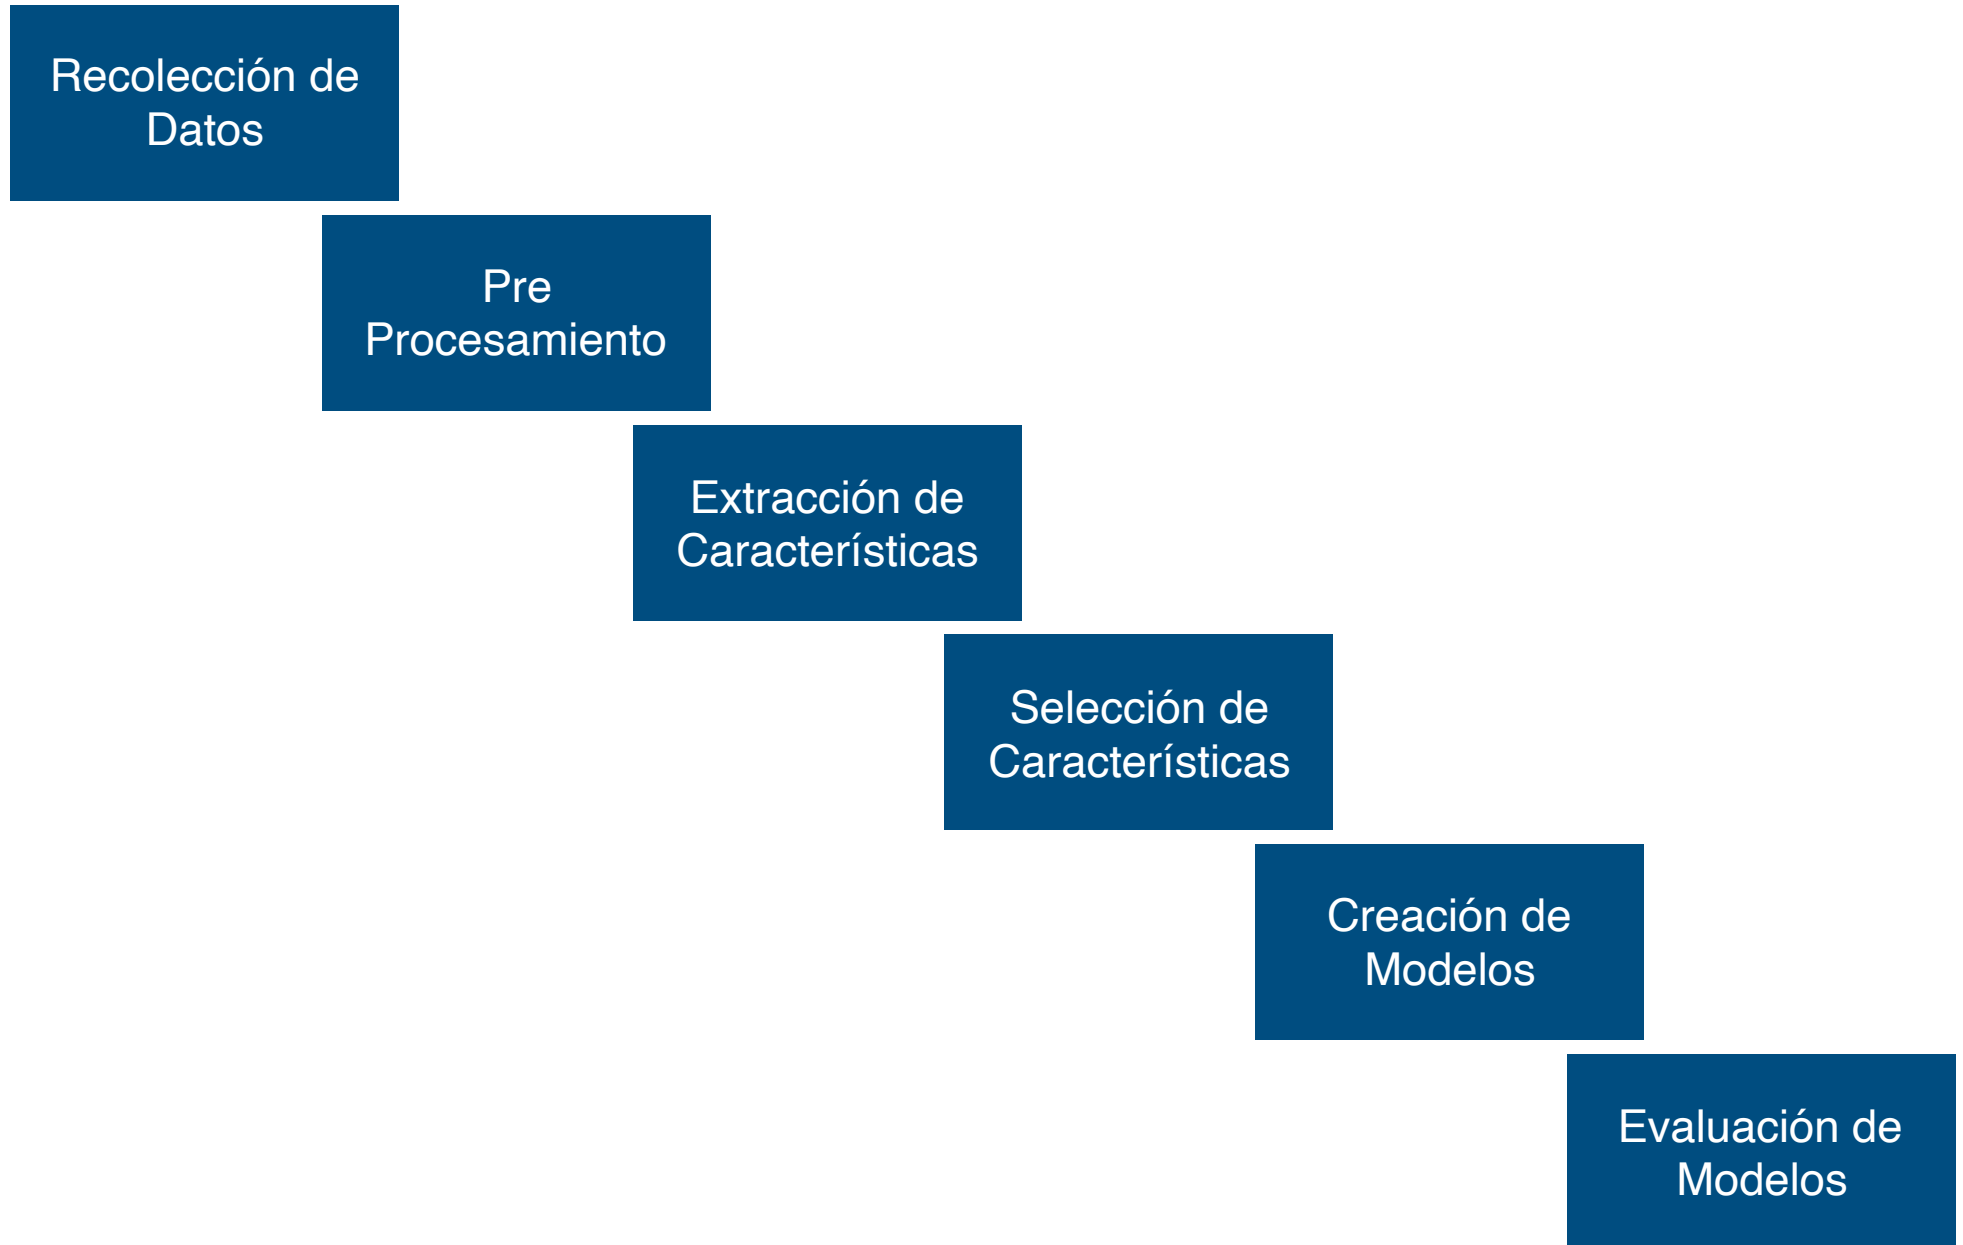 Recolección de
Datos
Pre
Procesamiento
Extracción de
Características
Selección de
Características
Creación de
Modelos
Evaluación de
Modelos